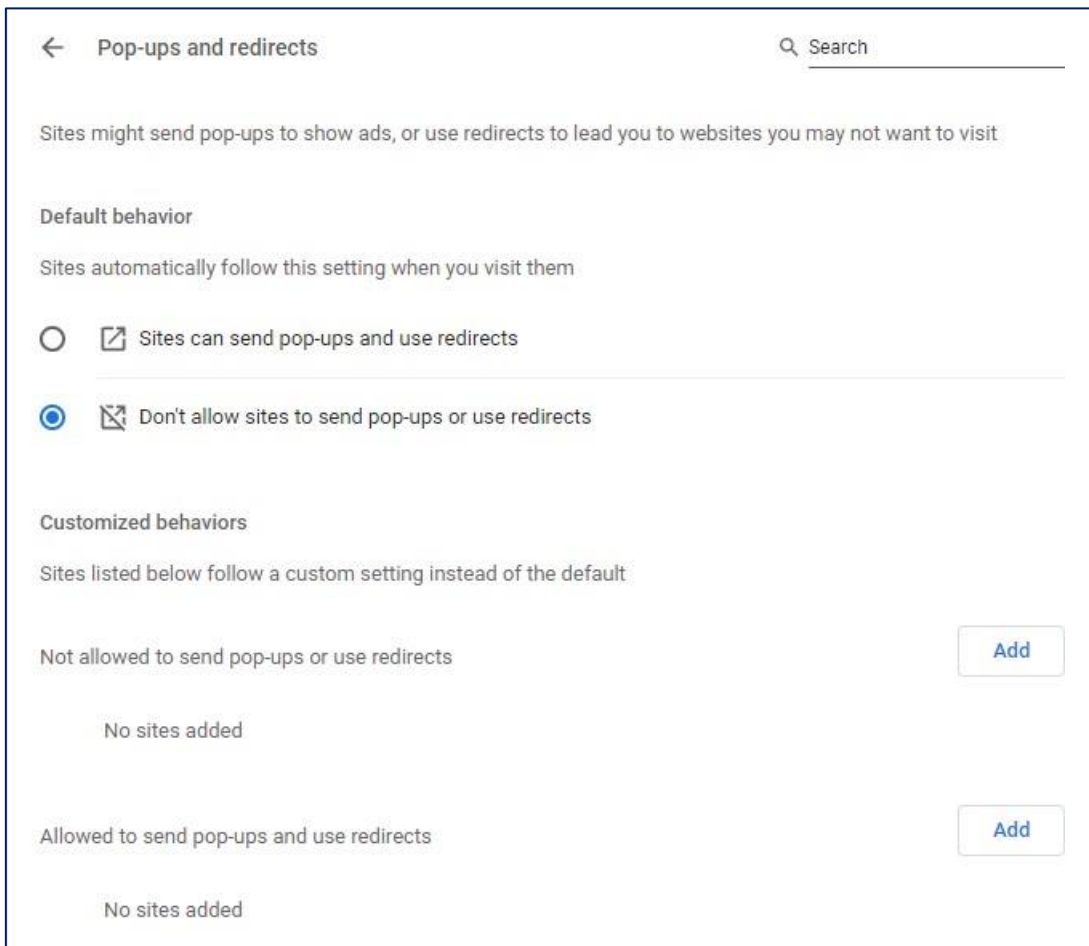 Pop-ups and redirects
Search
Sites might send pop-ups to show ads, or use redirects to lead you to websites you may not want to visit
Default behavior
Sites automatically follow this setting when you visit them
Sites can send pop-ups and use redirects
Don't allow sites to send pop-ups or use redirects
Customized behaviors
Sites listed below follow a custom setting instead of the default
Not allowed to send pop-ups or use redirects
Add
No sites added
Allowed to send pop-ups and use redirects
Add
No sites added